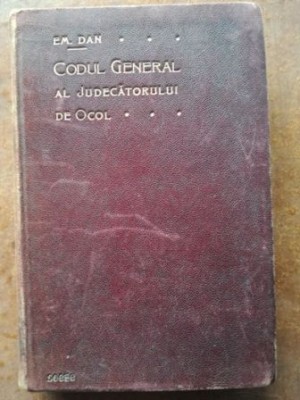 EM. DAN • • •
CODUL GENERAL
AL JUDECĂTORULUI
DE OCOL • • •